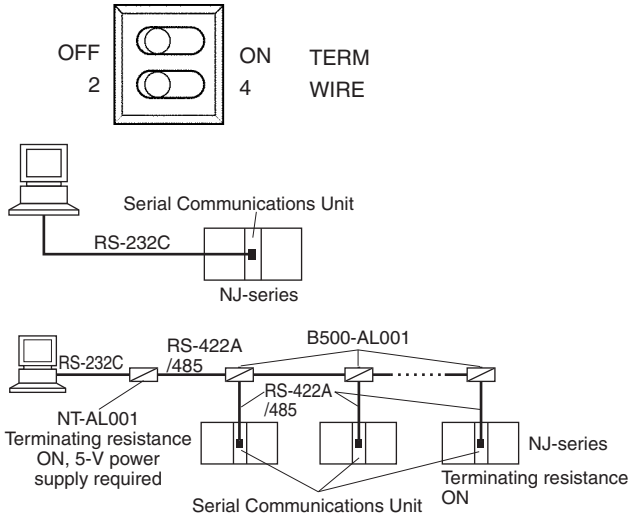 OFF ON TERM
2 4 WIRE
Serial Communications Unit
RS-232C
NJ-series
RS-232C
RS-422A
/485
B500-AL001
RS-422A
/485
NT-AL001
Terminating resistance
ON, 5-V power
supply required
NJ-series
Terminating resistance
ON
Serial Communications Unit